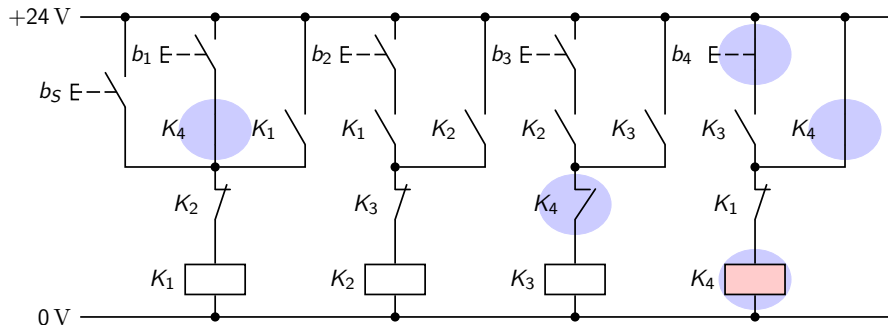 +24 V
b1 b2 b3 b4
bS
K4 K1 K1 K2 K2 K3 K3 K4
K2 K3 K4 K1
K1 K2 K3 K4
0 V